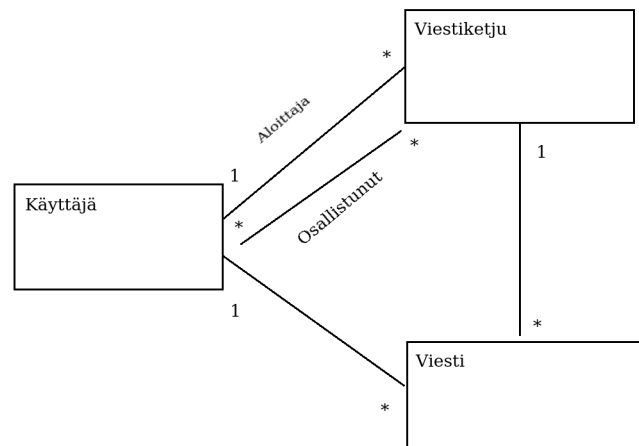 Viestiketju
*
Aloittaja
1
*
Osallistunut
1
Käyttäjä
*
1
*
Viesti
*